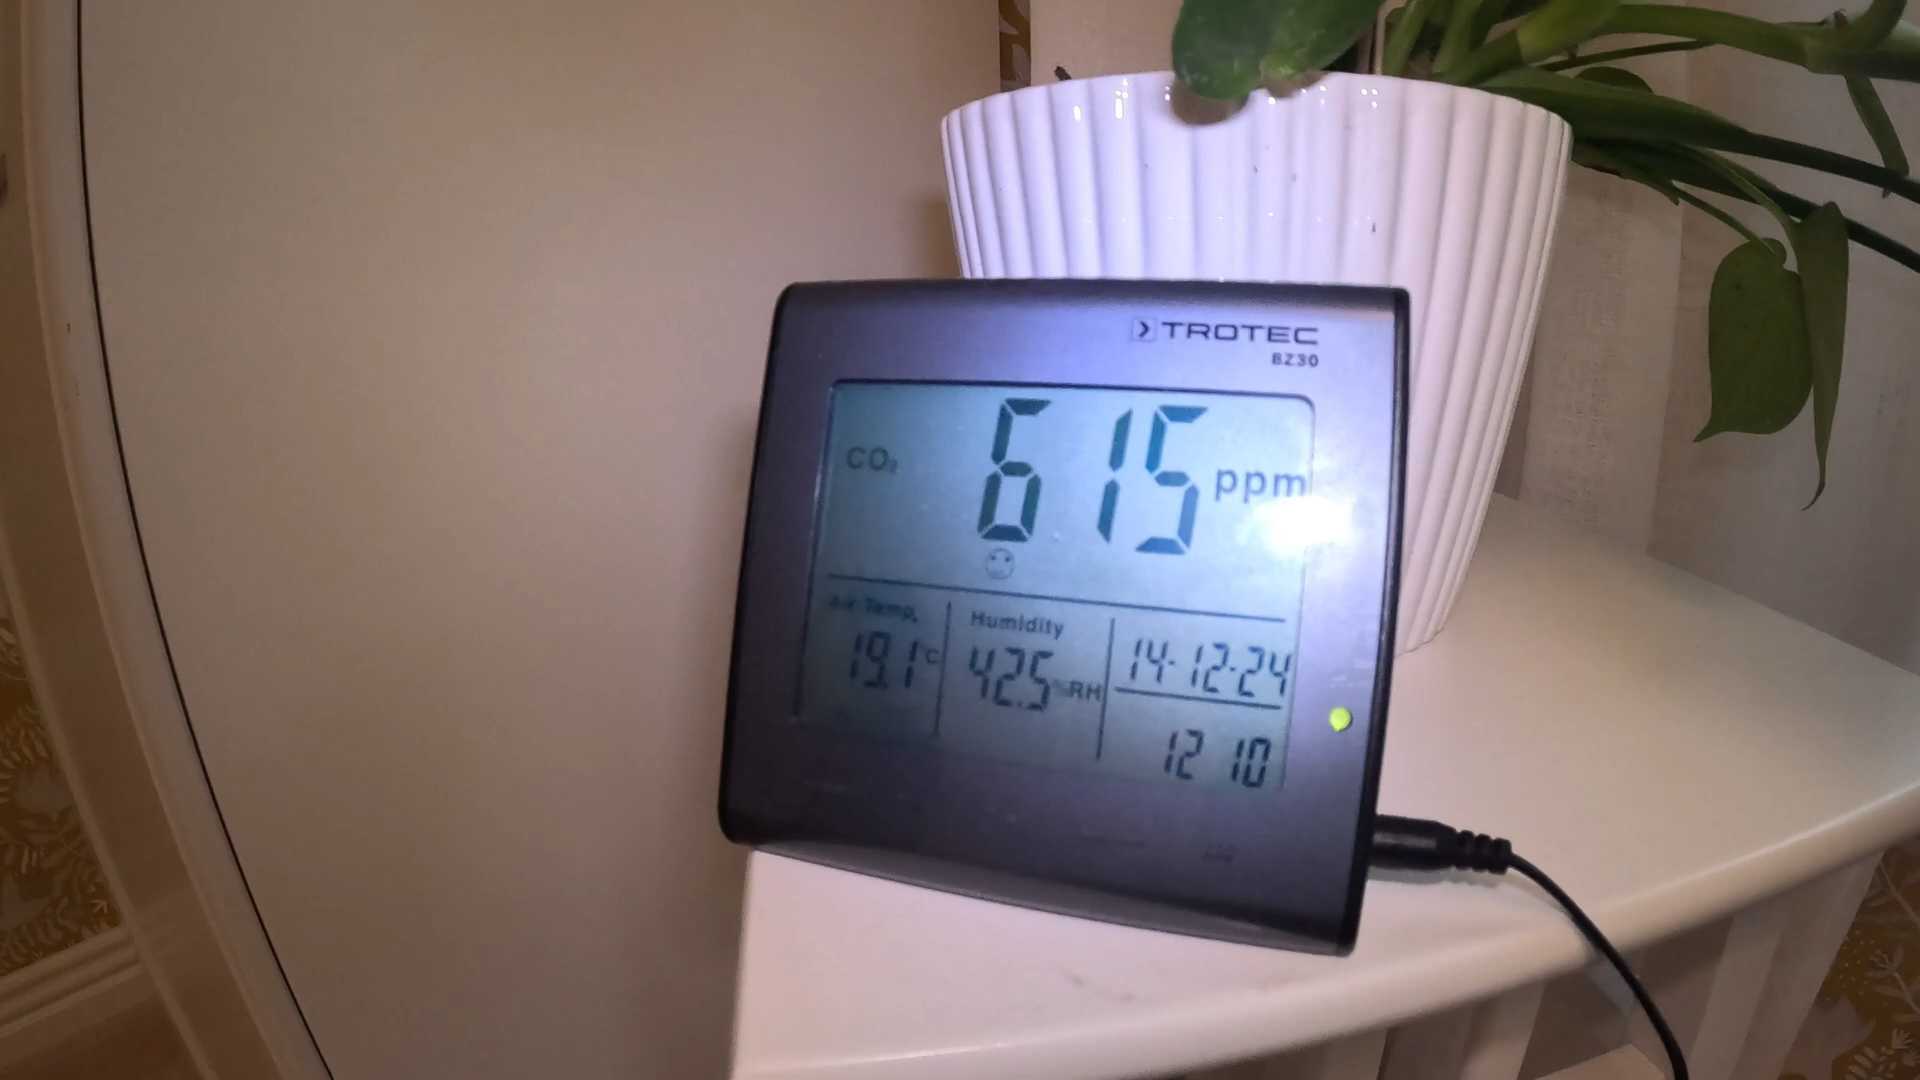 TROTEC
BZ30
CO₂ 615 ppm
Air Temp.
19.1 °C
Humidity
42.5 %RH
14-12-24
12 10